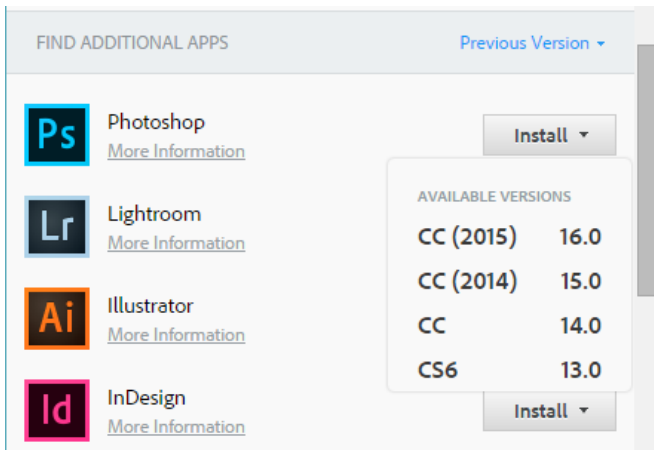 FIND ADDITIONAL APPS Previous Version
Ps Photoshop Install
More Information
AVAILABLE VERSIONS
Lr Lightroom
More Information
CC (2015) 16.0
CC (2014) 15.0
Ai Illustrator
More Information
CC 14.0
CS6 13.0
Id InDesign Install
More Information